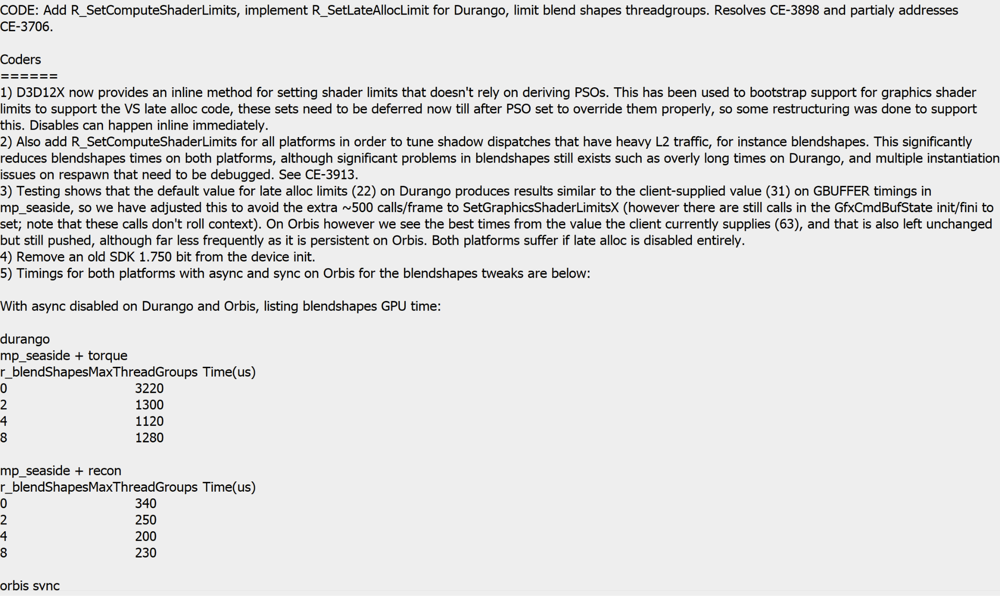 CODE: Add R_SetComputeShaderLimits, implement R_SetLateAllocLimit for Durango, limit blend shapes threadgroups. Resolves CE-3898 and partialy addresses
CE-3706.
Coders
======
1) D3D12X now provides an inline method for setting shader limits that doesn't rely on deriving PSOs. This has been used to bootstrap support for graphics shader
limits to support the VS late alloc code, these sets need to be deferred now till after PSO set to override them properly, so some restructuring was done to support
this. Disables can happen inline immediately.
2) Also add R_SetComputeShaderLimits for all platforms in order to tune shadow dispatches that have heavy L2 traffic, for instance blendshapes. This significantly
reduces blendshapes times on both platforms, although significant problems in blendshapes still exists such as overly long times on Durango, and multiple instantiation
issues on respawn that need to be debugged. See CE-3913.
3) Testing shows that the default value for late alloc limits (22) on Durango produces results similar to the client-supplied value (31) on GBUFFER timings in
mp_seaside, so we have adjusted this to avoid the extra ~500 calls/frame to SetGraphicsShaderLimitsX (however there are still calls in the GfxCmdBufState init/fini to
set; note that these calls don't roll context). On Orbis however we see the best times from the value the client currently supplies (63), and that is also left unchanged
but still pushed, although far less frequently as it is persistent on Orbis. Both platforms suffer if late alloc is disabled entirely.
4) Remove an old SDK 1.750 bit from the device init.
5) Timings for both platforms with async and sync on Orbis for the blendshapes tweaks are below:
With async disabled on Durango and Orbis, listing blendshapes GPU time:
durango
mp_seaside + torque
r_blendShapesMaxThreadGroups Time(us)
0 3220
2 1300
4 1120
8 1280
mp_seaside + recon
r_blendShapesMaxThreadGroups Time(us)
0 340
2 250
4 200
8 230
orbis sync